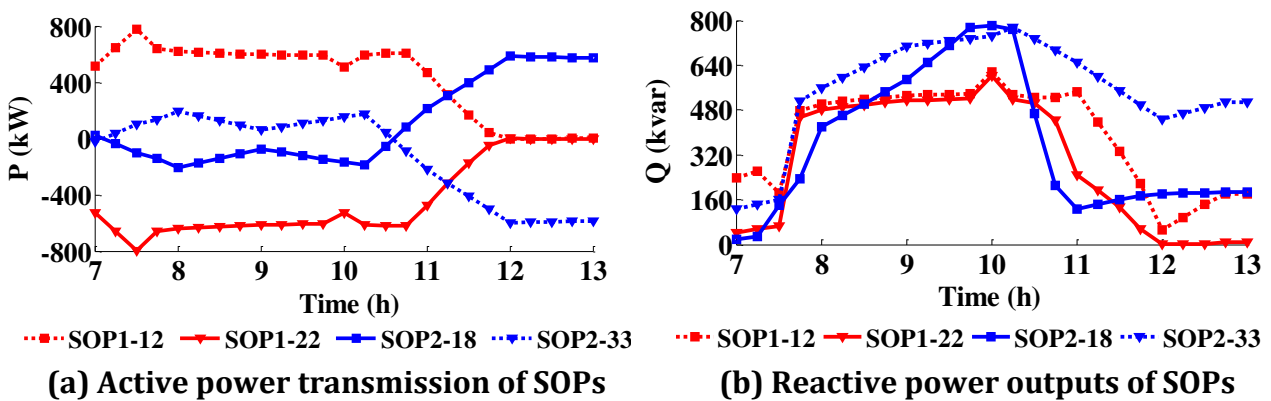 P (kW)
800
400
0
-400
-800
7 8 9 10 11 12 13
Time (h)
SOP1-12 SOP1-22 SOP2-18 SOP2-33
(a) Active power transmission of SOPs
Q (kvar)
800
640
480
320
160
0
7 8 9 10 11 12 13
Time (h)
SOP1-12 SOP1-22 SOP2-18 SOP2-33
(b) Reactive power outputs of SOPs